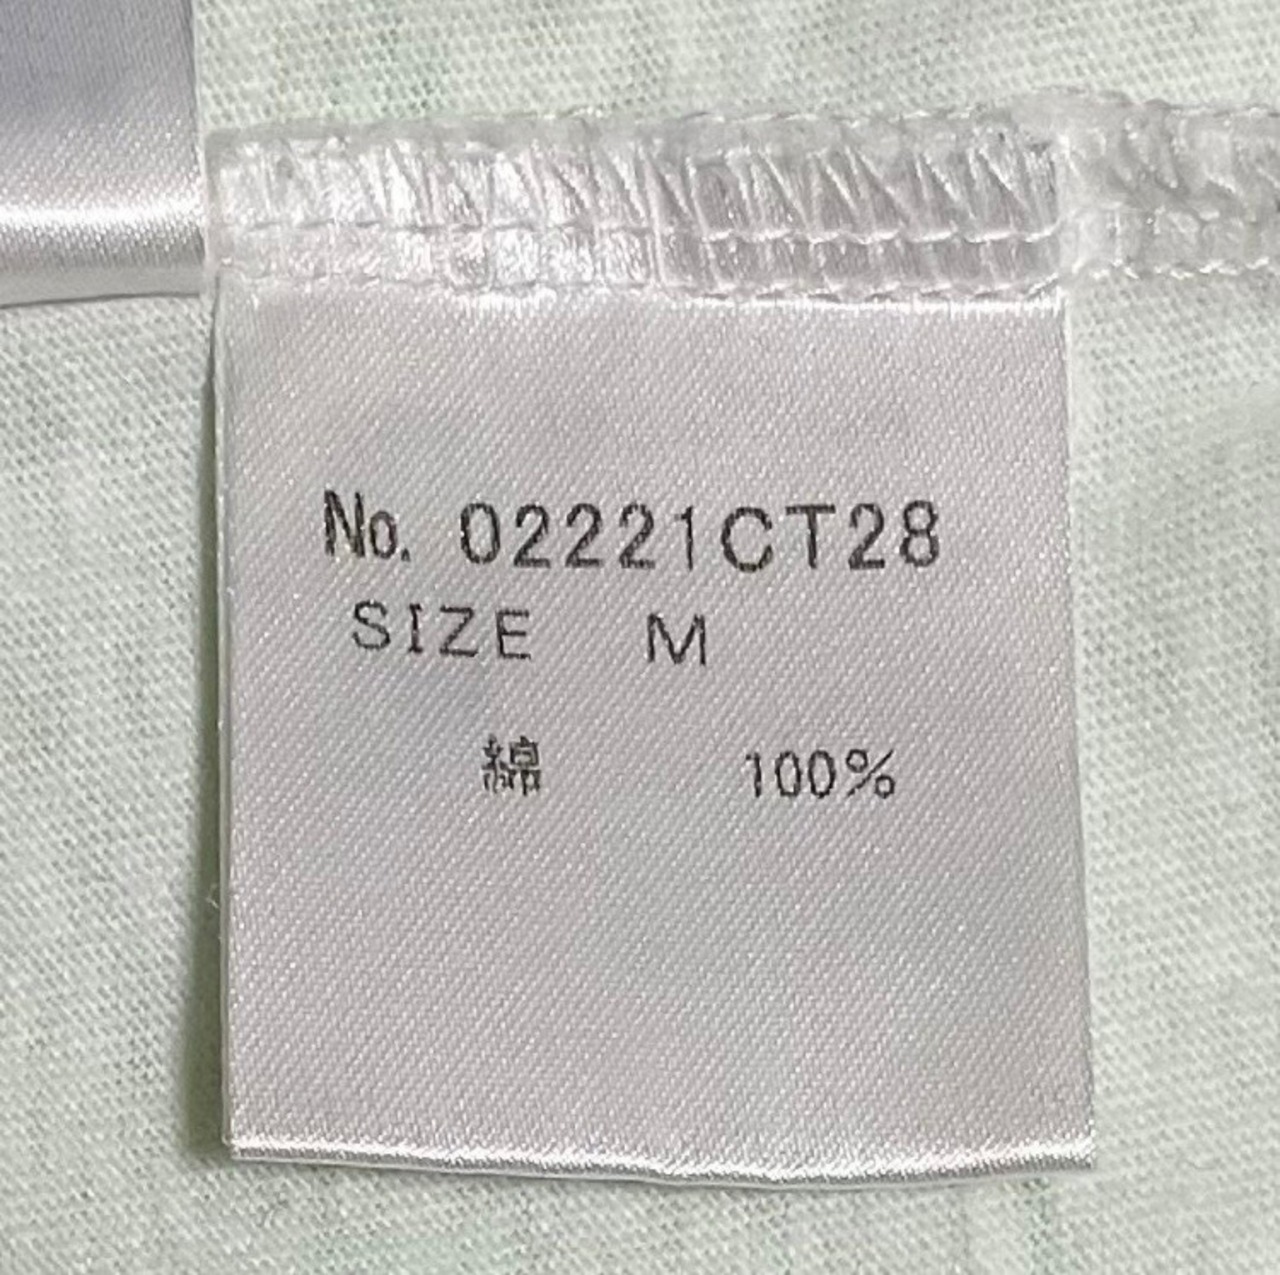 No. 02221CT28
SIZE M
綿 100%